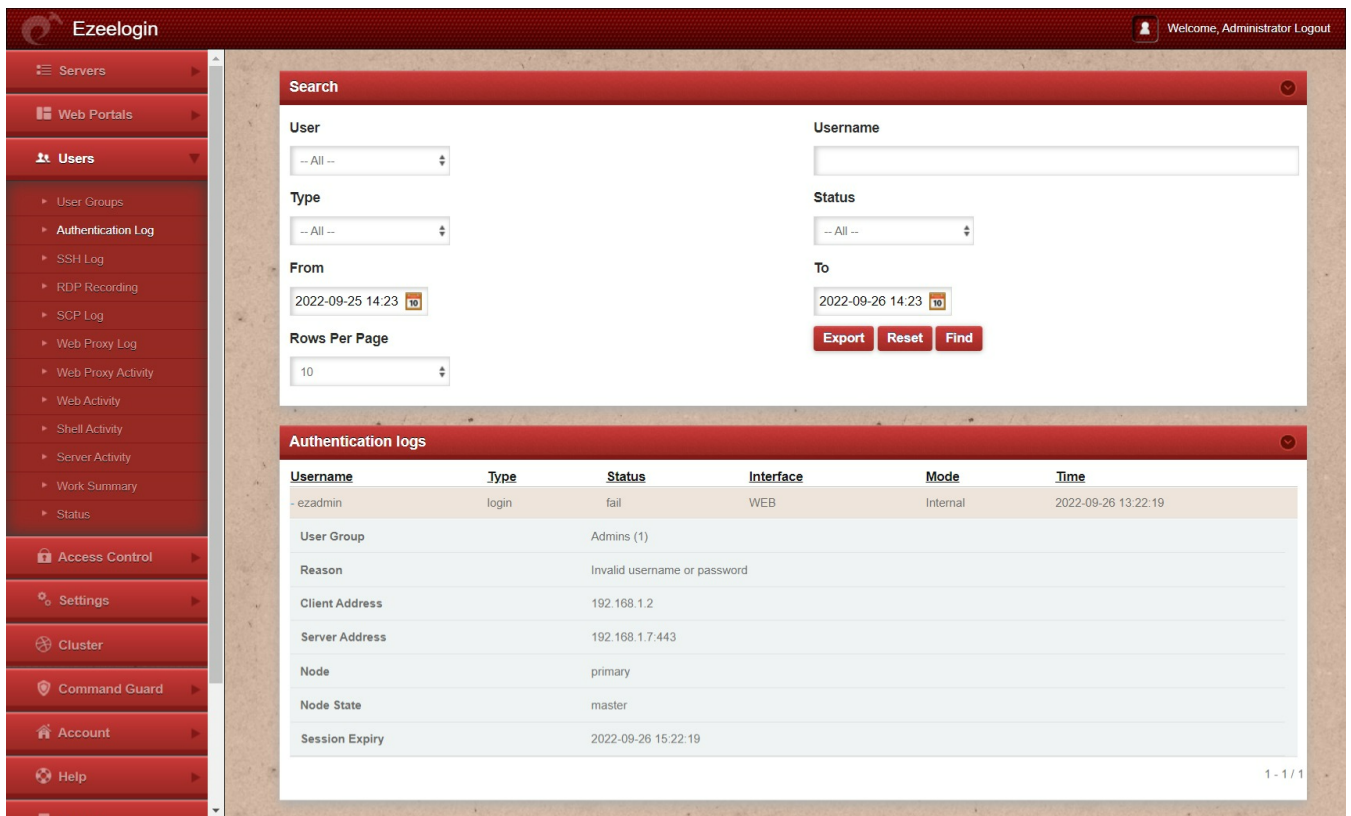 Ezeelogin
Welcome, Administrator Logout
Servers
Web Portals
Users
User Groups
Authentication Log
SSH Log
RDP Recording
SCP Log
Web Proxy Log
Web Proxy Activity
Web Activity
Shell Activity
Server Activity
Work Summary
Status
Access Control
Settings
Cluster
Command Guard
Account
Help
Search
User Username
-- All --
Type Status
-- All -- -- All --
From To
2022-09-25 14:23 10 2022-09-26 14:23 10
Rows Per Page Export Reset Find
10
Authentication logs
Username Type Status Interface Mode Time
- ezadmin login fail WEB Internal 2022-09-26 13:22:19
User Group Admins (1)
Reason Invalid username or password
Client Address 192.168.1.2
Server Address 192.168.1.7:443
Node primary
Node State master
Session Expiry 2022-09-26 15:22:19
1 - 1 / 1